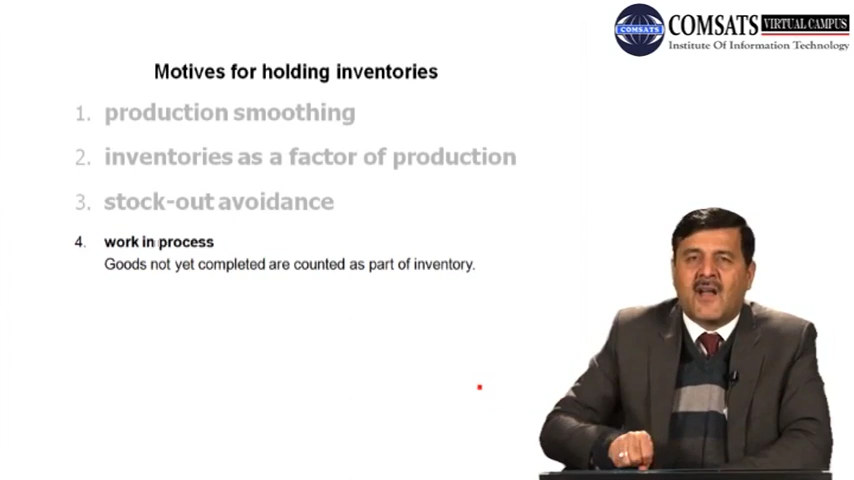 COMSATS
COMSATS VIRTUAL CAMPUS
Institute Of Information Technology
Motives for holding inventories
1. production smoothing
2. inventories as a factor of production
3. stock-out avoidance
4. work in process
Goods not yet completed are counted as part of inventory.